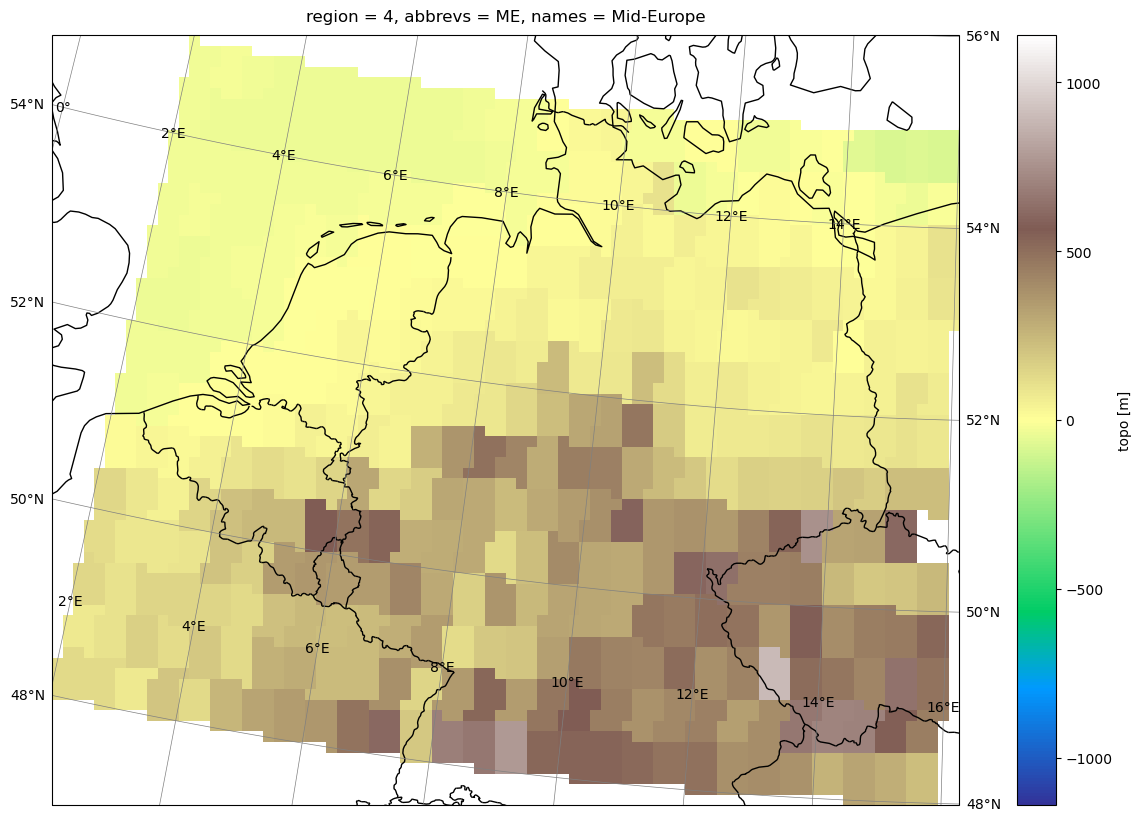 region = 4, abbrevs = ME, names = Mid-Europe
56°N
1000
54°N
0°
2°E
4°E
6°E
8°E
10°E
12°E
14°E
54°N
500
52°N
0
topo [m]
52°N
50°N
−500
2°E
4°E
6°E
8°E
10°E
12°E
14°E
16°E
50°N
48°N
−1000
48°N